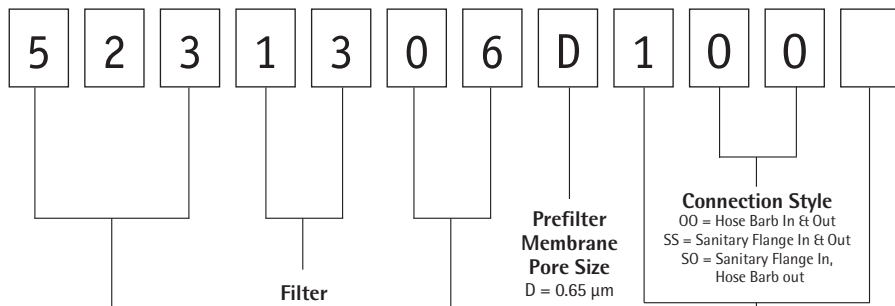 5 2 3 1 3 0 6 D 1 0 0
Prefilter
Membrane
Pore Size
D = 0.65 µm
Connection Style
OO = Hose Barb In & Out
SS = Sanitary Flange In & Out
SO = Sanitary Flange In,
Hose Barb out
Filter